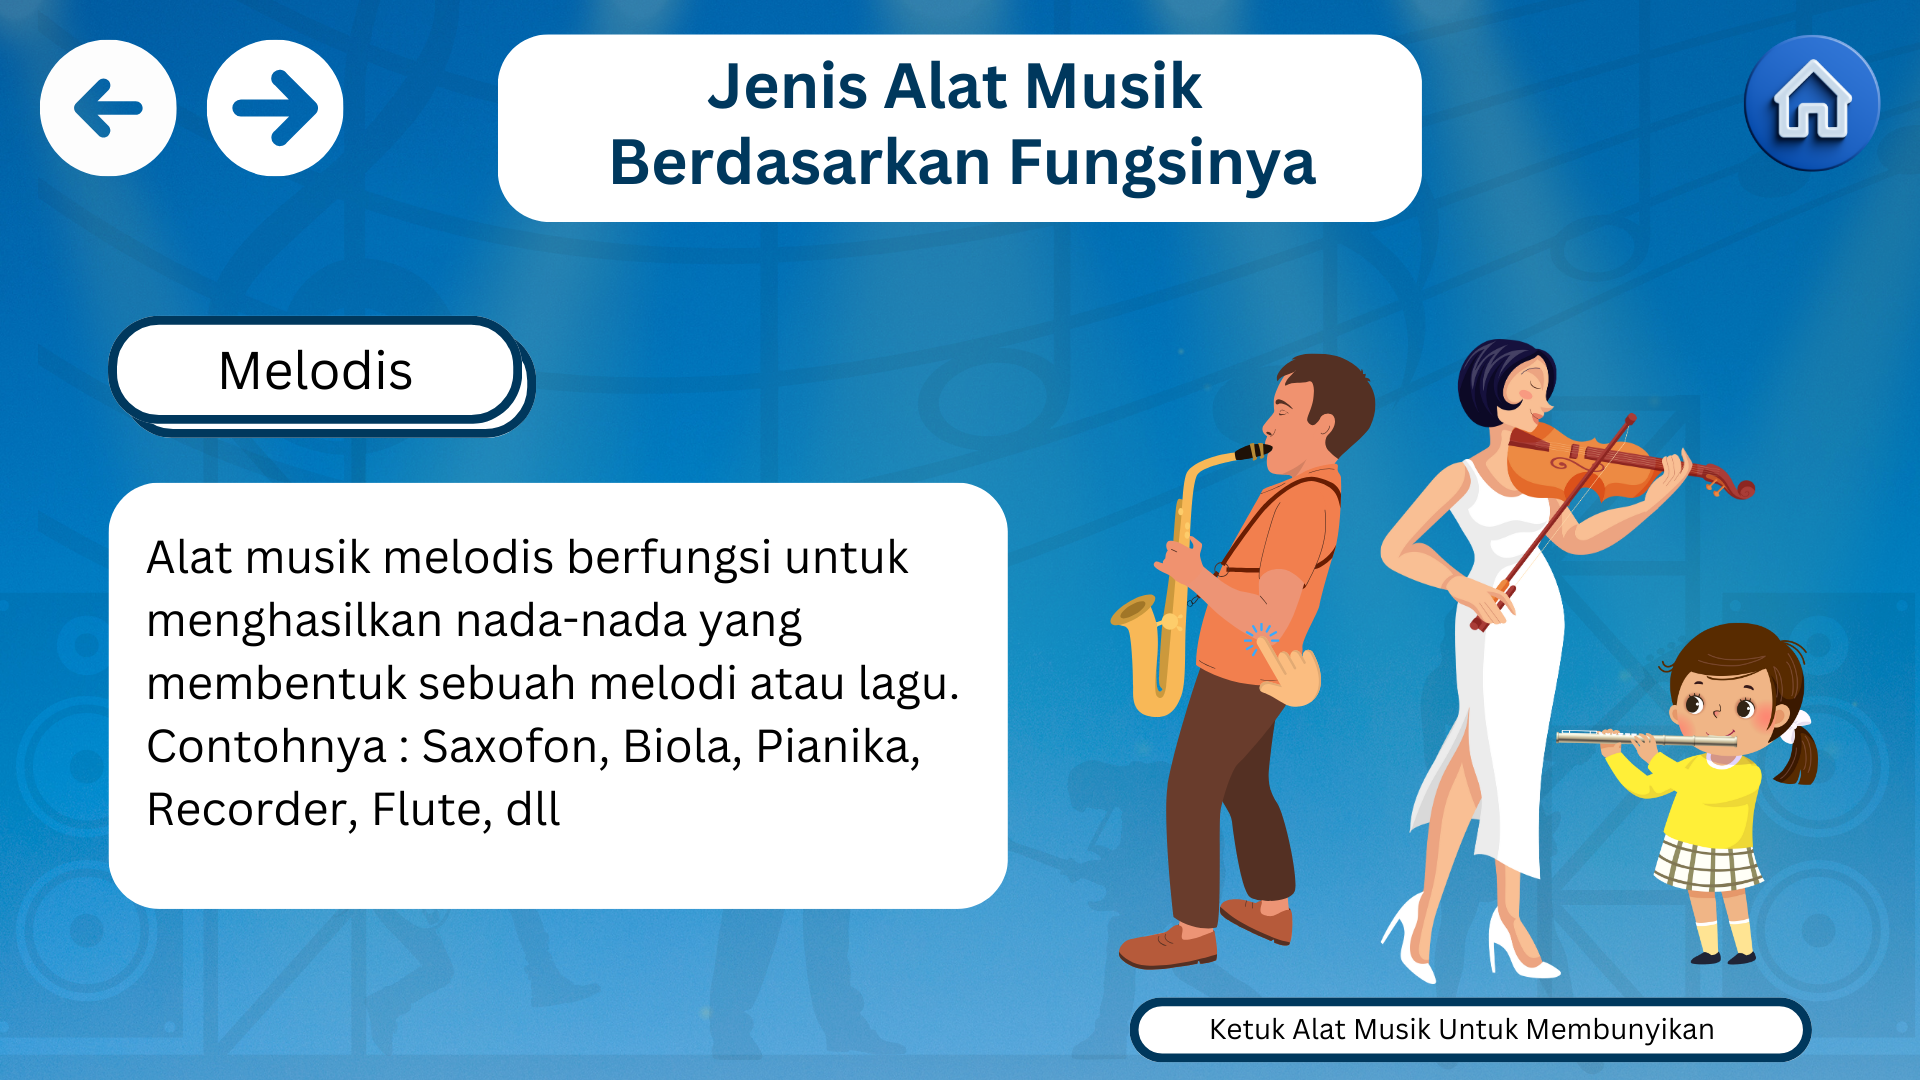 Jenis Alat Musik
Berdasarkan Fungsinya
Melodis
Alat musik melodis berfungsi untuk
menghasilkan nada-nada yang
membentuk sebuah melodi atau lagu.
Contohnya : Saxofon, Biola, Pianika,
Recorder, Flute, dll
Ketuk Alat Musik Untuk Membunyikan